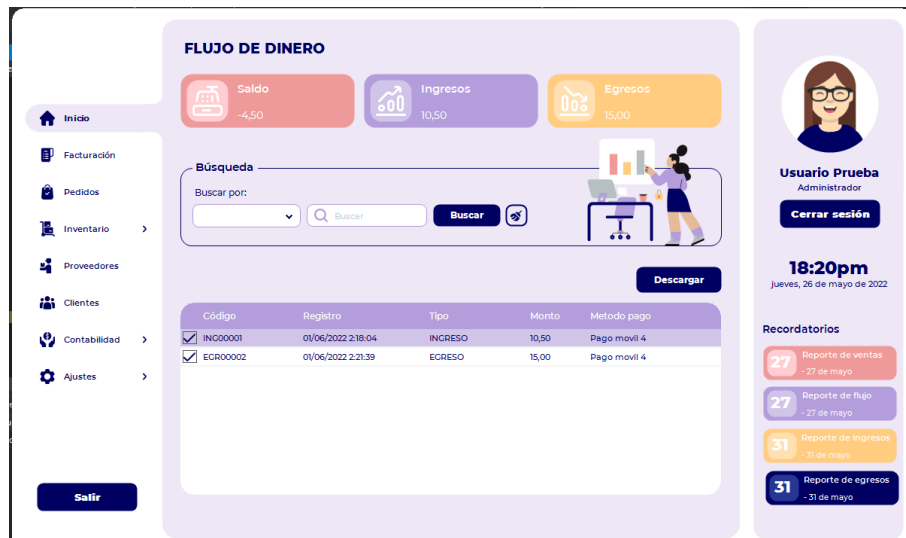 Inicio
Facturación
Pedidos
Inventario
Proveedores
Clientes
Contabilidad
Ajustes
Salir
FLUJO DE DINERO
Saldo
-4,50
Ingresos
10,50
Egresos
15,00
Búsqueda
Buscar por:
Buscar
Buscar
Descargar
Código Registro Tipo Monto Metodo pago
ING00001 01/06/2022 2:18:04 INGRESO 10,50 Pago movil 4
EGR00002 01/06/2022 2:21:39 EGRESO 15,00 Pago movil 4
Usuario Prueba
Administrador
Cerrar sesión
18:20pm
jueves, 26 de mayo de 2022
Recordatorios
27 Reporte de ventas
- 27 de mayo
27 Reporte de flujo
- 27 de mayo
31 Reporte de ingresos
- 31 de mayo
31 Reporte de egresos
- 31 de mayo